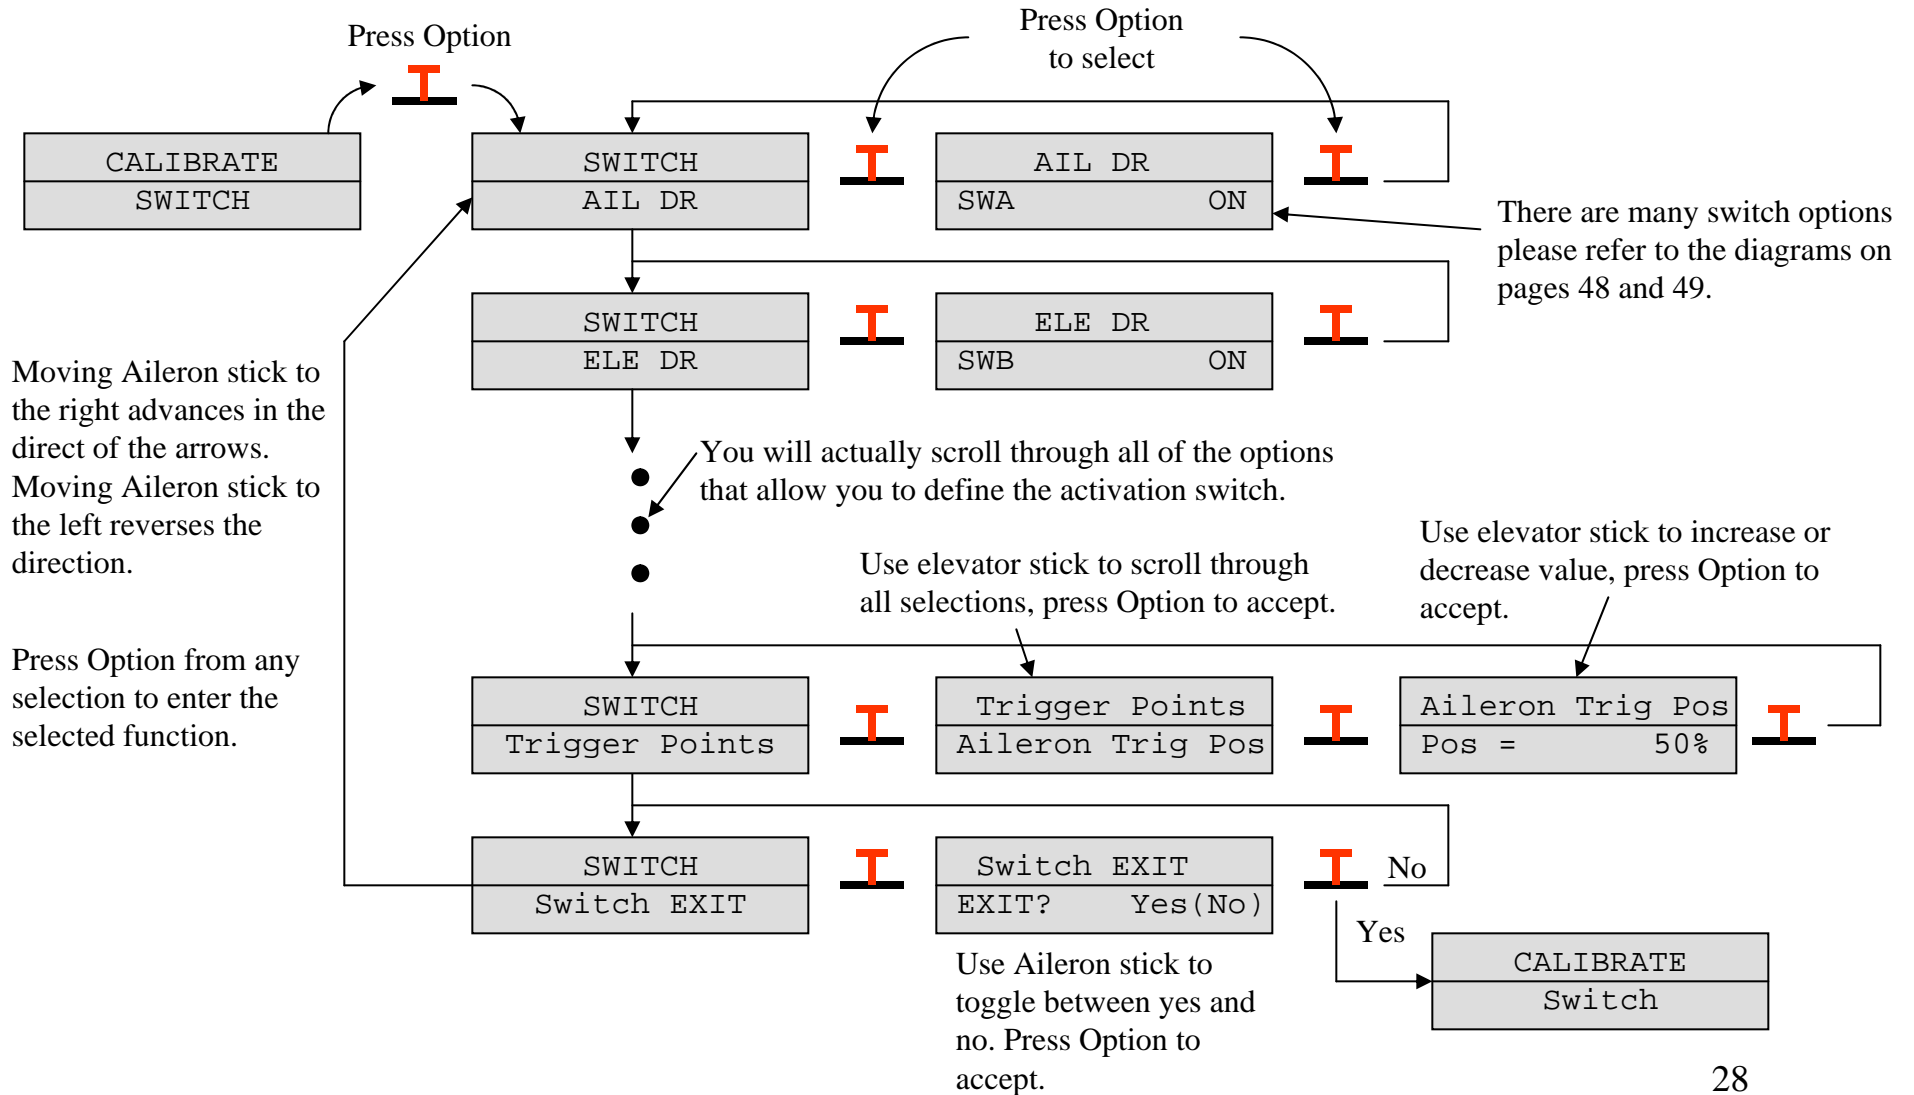 Press Option
Press Option
to select
CALIBRATE
SWITCH
SWITCH
AIL DR
AIL DR
SWA ON
There are many switch options
please refer to the diagrams on
pages 48 and 49.
SWITCH
ELE DR
ELE DR
SWB ON
Moving Aileron stick to
the right advances in the
direct of the arrows.
Moving Aileron stick to
the left reverses the
direction.
You will actually scroll through all of the options
that allow you to define the activation switch.
Use elevator stick to scroll through
all selections, press Option to accept.
Use elevator stick to increase or
decrease value, press Option to
accept.
Press Option from any
selection to enter the
selected function.
SWITCH
Trigger Points
Trigger Points
Aileron Trig Pos
Aileron Trig Pos
Pos = 50%
SWITCH
Switch EXIT
Switch EXIT
EXIT? Yes(No)
No
Yes
CALIBRATE
Switch
Use Aileron stick to
toggle between yes and
no. Press Option to
accept.
28